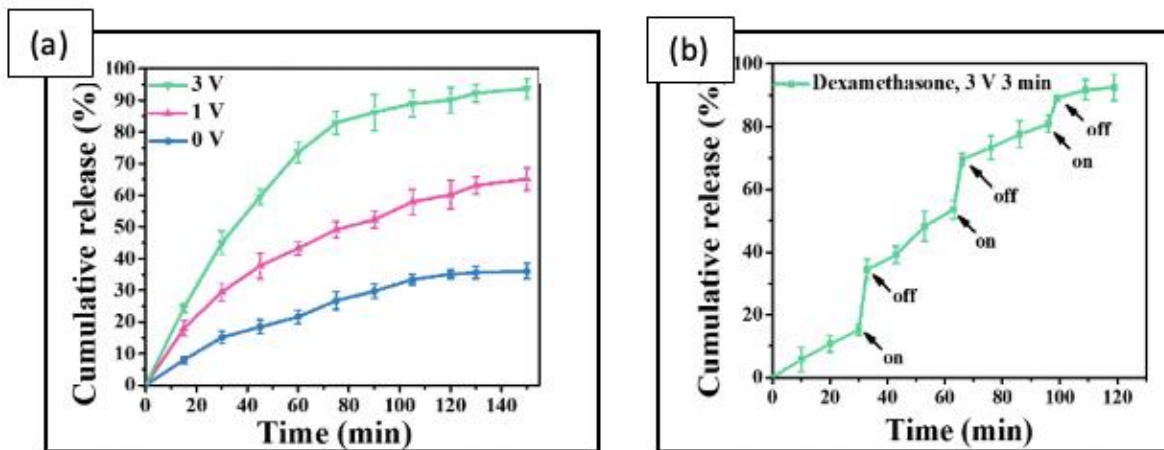 (a)
Cumulative release (%)
100
90
80
70
60
50
40
30
20
10
0
3 V
1 V
0 V
0 20 40 60 80 100 120 140
Time (min)
(b)
Cumulative release (%)
100
80
60
40
20
0
Dexamethasone, 3 V 3 min
on
off
on
off
on
off
0 20 40 60 80 100 120
Time (min)